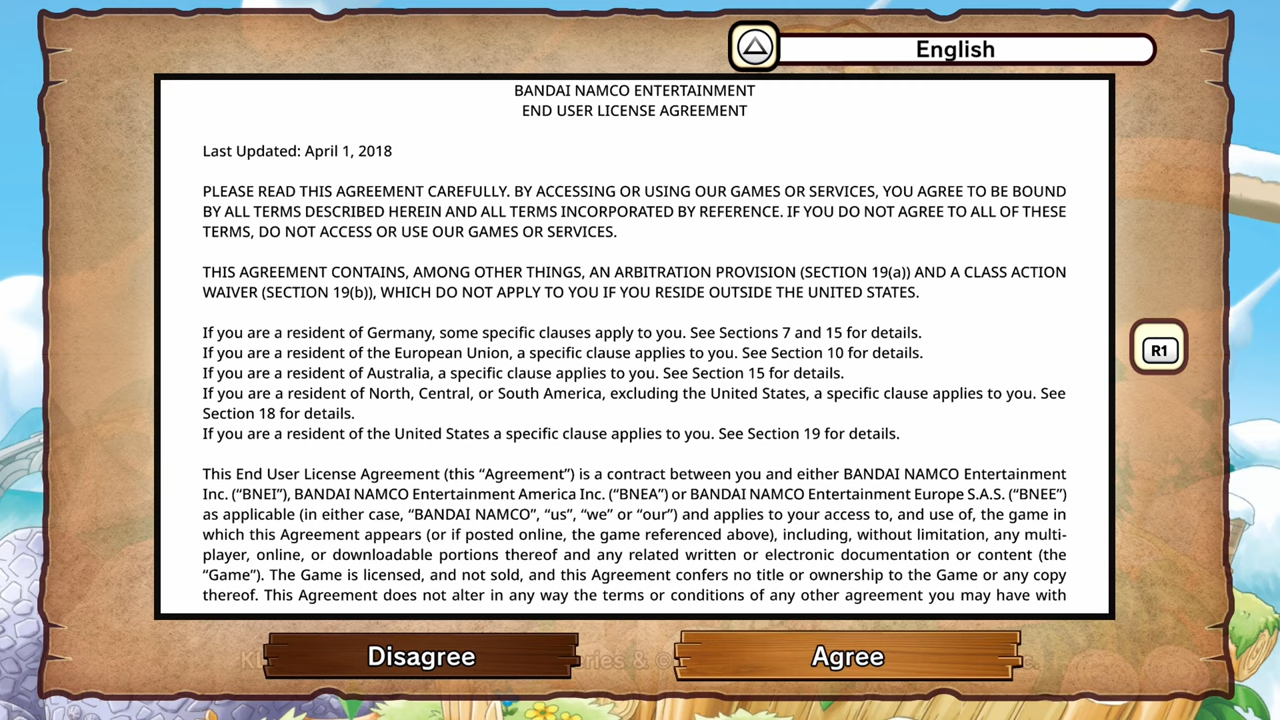 English
BANDAI NAMCO ENTERTAINMENT
END USER LICENSE AGREEMENT
Last Updated: April 1, 2018
PLEASE READ THIS AGREEMENT CAREFULLY. BY ACCESSING OR USING OUR GAMES OR SERVICES, YOU AGREE TO BE BOUND
BY ALL TERMS DESCRIBED HEREIN AND ALL TERMS INCORPORATED BY REFERENCE. IF YOU DO NOT AGREE TO ALL OF THESE
TERMS, DO NOT ACCESS OR USE OUR GAMES OR SERVICES.
THIS AGREEMENT CONTAINS, AMONG OTHER THINGS, AN ARBITRATION PROVISION (SECTION 19(a)) AND A CLASS ACTION
WAIVER (SECTION 19(b)), WHICH DO NOT APPLY TO YOU IF YOU RESIDE OUTSIDE THE UNITED STATES.
If you are a resident of Germany, some specific clauses apply to you. See Sections 7 and 15 for details.
If you are a resident of the European Union, a specific clause applies to you. See Section 10 for details.
If you are a resident of Australia, a specific clause applies to you. See Section 15 for details.
If you are a resident of North, Central, or South America, excluding the United States, a specific clause applies to you. See
Section 18 for details.
If you are a resident of the United States a specific clause applies to you. See Section 19 for details.
This End User License Agreement (this “Agreement”) is a contract between you and either BANDAI NAMCO Entertainment
Inc. (“BNEI”), BANDAI NAMCO Entertainment America Inc. (“BNEA”) or BANDAI NAMCO Entertainment Europe S.A.S. (“BNEE”)
as applicable (in either case, “BANDAI NAMCO”, “us”, “we” or “our”) and applies to your access to, and use of, the game in
which this Agreement appears (or if posted online, the game referenced above), including, without limitation, any multi-
player, online, or downloadable portions thereof and any related written or electronic documentation or content (the
“Game”). The Game is licensed, and not sold, and this Agreement confers no title or ownership to the Game or any copy
thereof. This Agreement does not alter in any way the terms or conditions of any other agreement you may have with
R1
Disagree
Agree